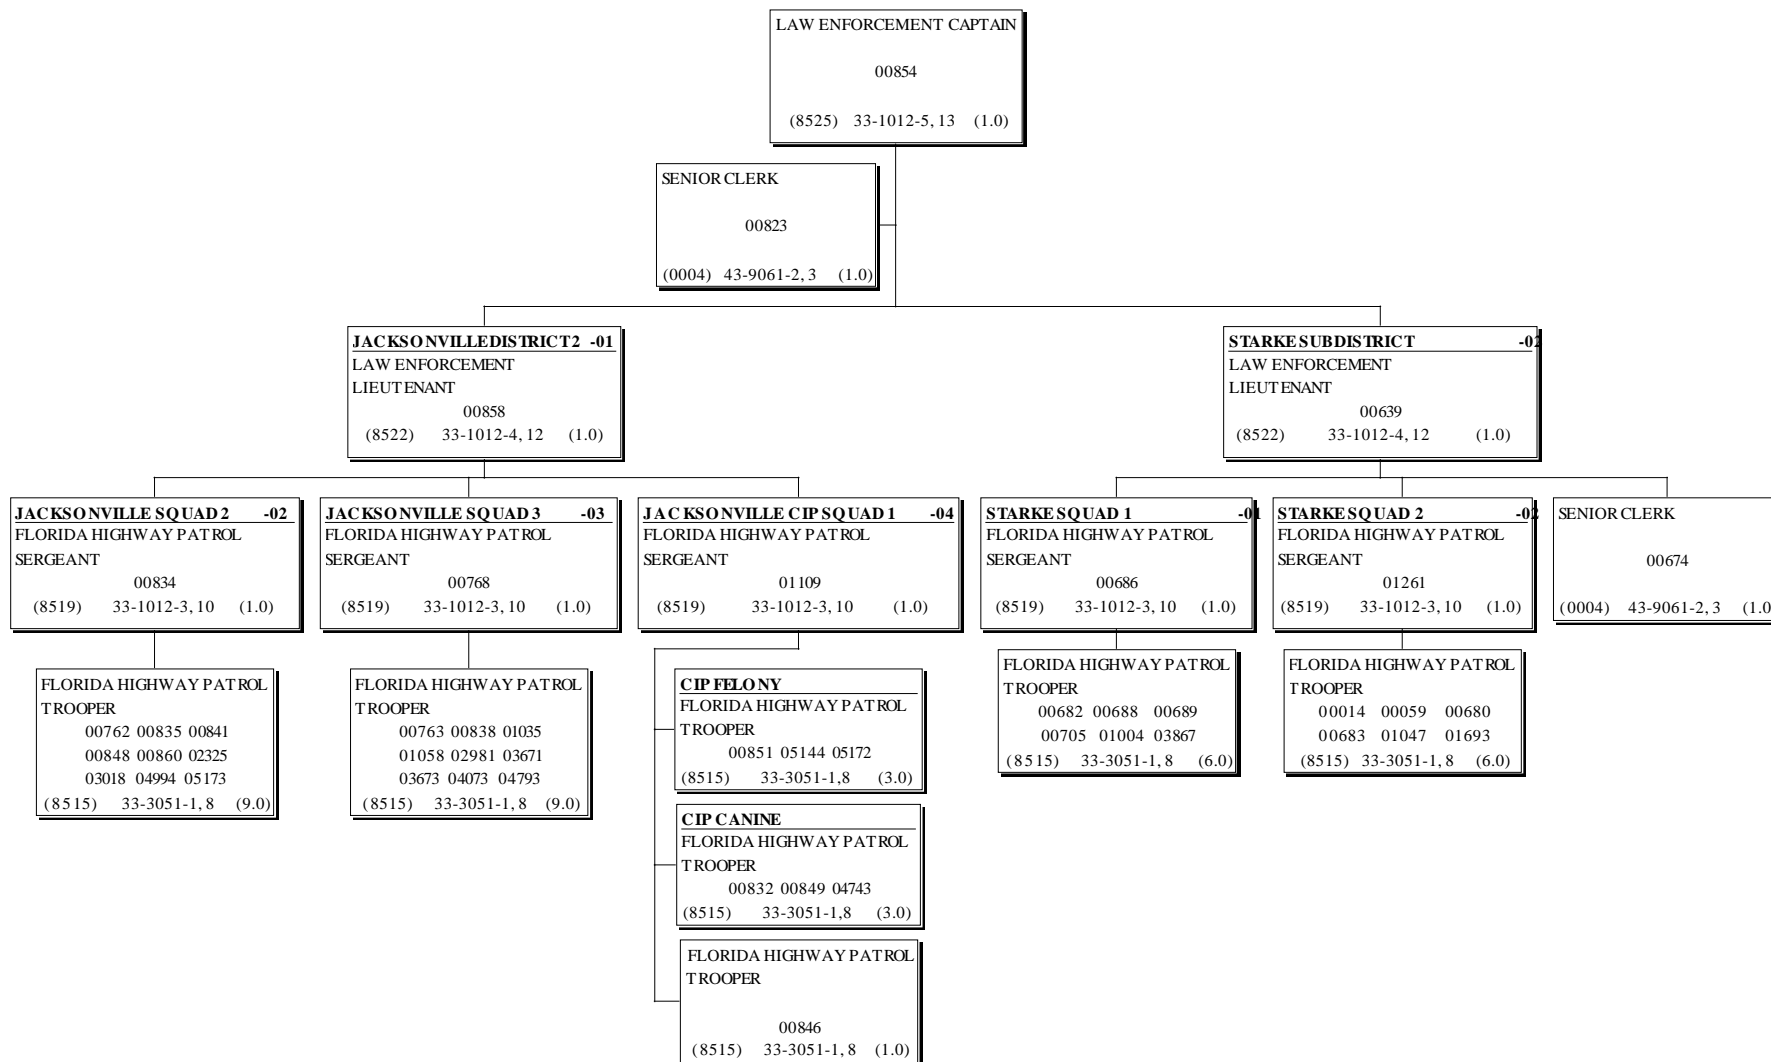 LAW ENFORCEMENT CAPTAIN
00854
(8525) 33-1012-5, 13 (1.0)
SENIOR CLERK
00823
(0004) 43-9061-2, 3 (1.0)
JACKSONVILLE DISTRICT 2 -01
LAW ENFORCEMENT
LIEUTENANT
00858
(8522) 33-1012-4, 12 (1.0)
STARKE SUBDISTRICT -02
LAW ENFORCEMENT
LIEUTENANT
00639
(8522) 33-1012-4, 12 (1.0)
JACKSONVILLE SQUAD 2 -02
FLORIDA HIGHWAY PATROL
SERGEANT
00834
(8519) 33-1012-3, 10 (1.0)
JACKSONVILLE SQUAD 3 -03
FLORIDA HIGHWAY PATROL
SERGEANT
00768
(8519) 33-1012-3, 10 (1.0)
JACKSONVILLE CIP SQUAD 1 -04
FLORIDA HIGHWAY PATROL
SERGEANT
01109
(8519) 33-1012-3, 10 (1.0)
STARKE SQUAD 1 -01
FLORIDA HIGHWAY PATROL
SERGEANT
00686
(8519) 33-1012-3, 10 (1.0)
STARKE SQUAD 2 -02
FLORIDA HIGHWAY PATROL
SERGEANT
01261
(8519) 33-1012-3, 10 (1.0)
SENIOR CLERK
00674
(0004) 43-9061-2, 3 (1.0
FLORIDA HIGHWAY PATROL
TROOPER
00762 00835 00841
00848 00860 02325
03018 04994 05173
(8515) 33-3051-1, 8 (9.0)
FLORIDA HIGHWAY PATROL
TROOPER
00763 00838 01035
01058 02981 03671
03673 04073 04793
(8515) 33-3051-1, 8 (9.0)
CIP FELONY
FLORIDA HIGHWAY PATROL
TROOPER
00851 05144 05172
(8515) 33-3051-1,8 (3.0)
CIP CANINE
FLORIDA HIGHWAY PATROL
TROOPER
00832 00849 04743
(8515) 33-3051-1,8 (3.0)
FLORIDA HIGHWAY PATROL
TROOPER
00846
(8515) 33-3051-1, 8 (1.0)
FLORIDA HIGHWAY PATROL
TROOPER
00682 00688 00689
00705 01004 03867
(8515) 33-3051-1, 8 (6.0)
FLORIDA HIGHWAY PATROL
TROOPER
00014 00059 00680
00683 01047 01693
(8515) 33-3051-1, 8 (6.0)